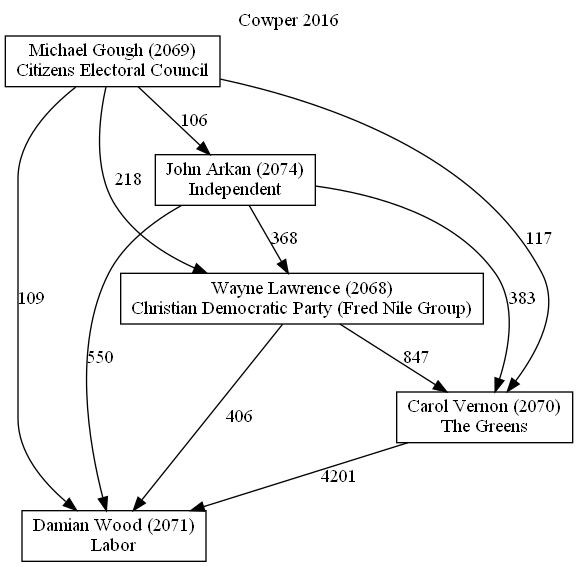 Cowper 2016
Michael Gough (2069)
Citizens Electoral Council
106
John Arkan (2074)
Independent
218
117
368
Wayne Lawrence (2068)
Christian Democratic Party (Fred Nile Group)
109
383
550
847
406
Carol Vernon (2070)
The Greens
4201
Damian Wood (2071)
Labor